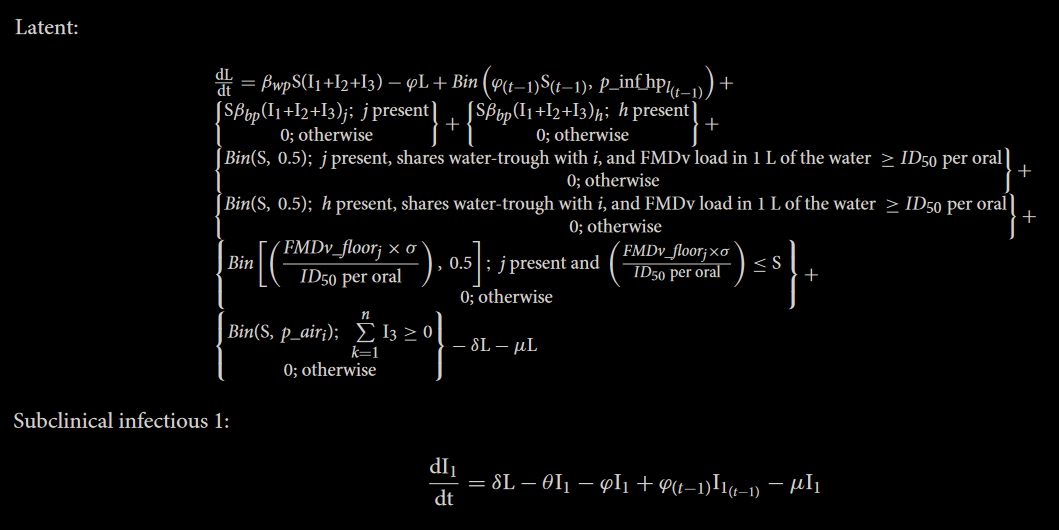 Latent:
dL/dt = β_wp S(I₁+I₂+I₃) − φL + Bin(φ_(t−1)S_(t−1), p_inf_hp_l_(t−1)) +
{Sβ_bp(I₁+I₂+I₃)_j; j present
0; otherwise} + {Sβ_bp(I₁+I₂+I₃)_h; h present
0; otherwise} +
{Bin(S, 0.5); j present, shares water-trough with i, and FMDv load in 1 L of the water ≥ ID₅₀ per oral
0; otherwise} +
{Bin(S, 0.5); h present, shares water-trough with i, and FMDv load in 1 L of the water ≥ ID₅₀ per oral
0; otherwise} +
{Bin[(FMDv_floor_j × σ / ID₅₀ per oral), 0.5]; j present and (FMDv_floor_j×σ / ID₅₀ per oral) ≤ S
0; otherwise} +
{Bin(S, p_air_i); ∑_{k=1}^{n} I₃ ≥ 0
0; otherwise} − δL − μL
Subclinical infectious 1:
dI₁/dt = δL − θI₁ − φI₁ + φ_(t−1)I₁_(t−1) − μI₁